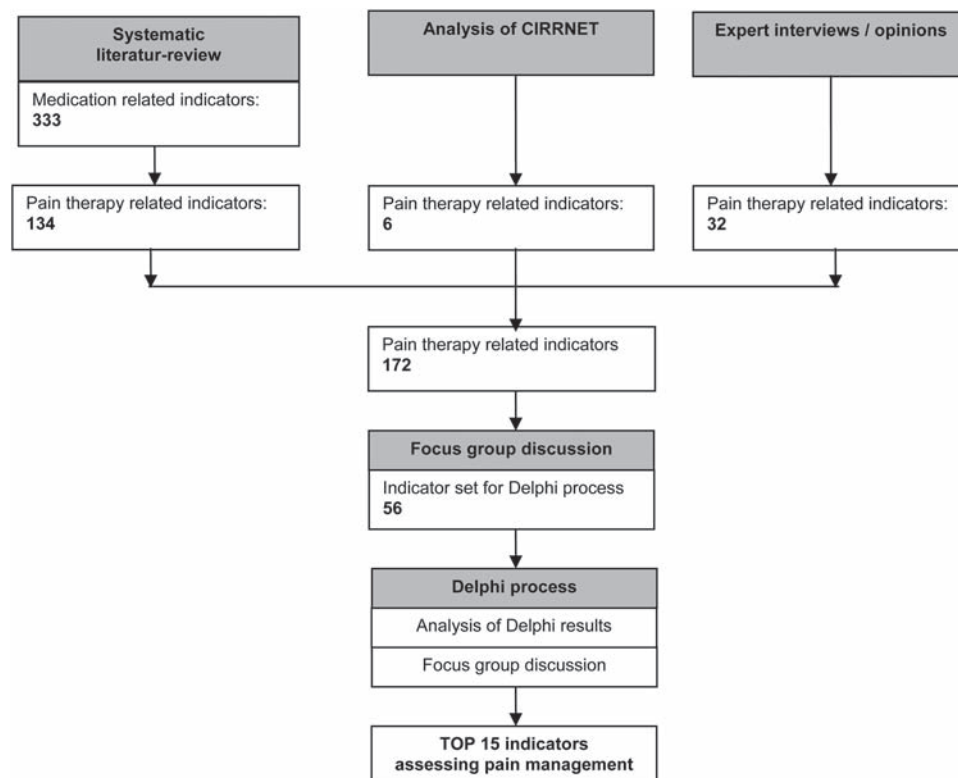 Systematic
literatur-review
Medication related indicators:
333
Pain therapy related indicators:
134
Analysis of CIRRNET
Pain therapy related indicators:
6
Expert interviews / opinions
Pain therapy related indicators:
32
Pain therapy related indicators
172
Focus group discussion
Indicator set for Delphi process
56
Delphi process
Analysis of Delphi results
Focus group discussion
TOP 15 indicators
assessing pain management